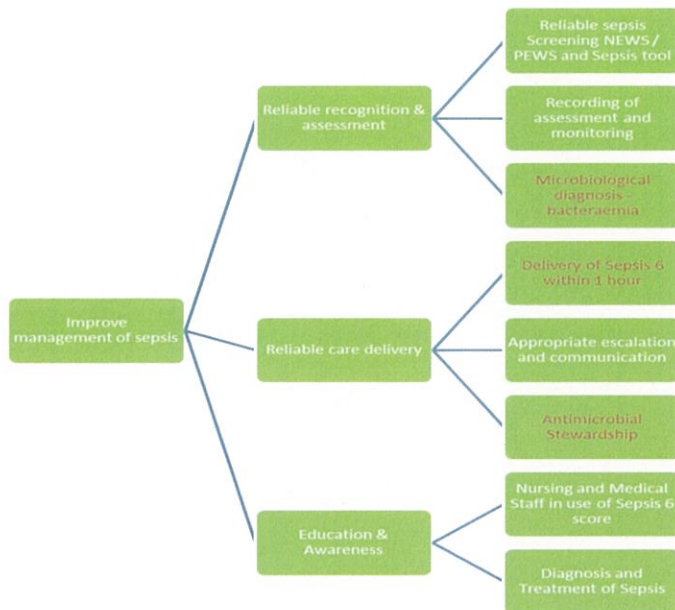 Reliable sepsis
Screening NEWS /
PEWS and Sepsis tool
Reliable recognition &
assessment
Recording of
assessment and
monitoring
Microbiological
diagnosis -
bacteraemia
Improve
management of sepsis
Reliable care delivery
Delivery of Sepsis 6
within 1 hour
Appropriate escalation
and communication
Antimicrobial
Stewardship
Education &
Awareness
Nursing and Medical
Staff in use of Sepsis 6
score
Diagnosis and
Treatment of Sepsis